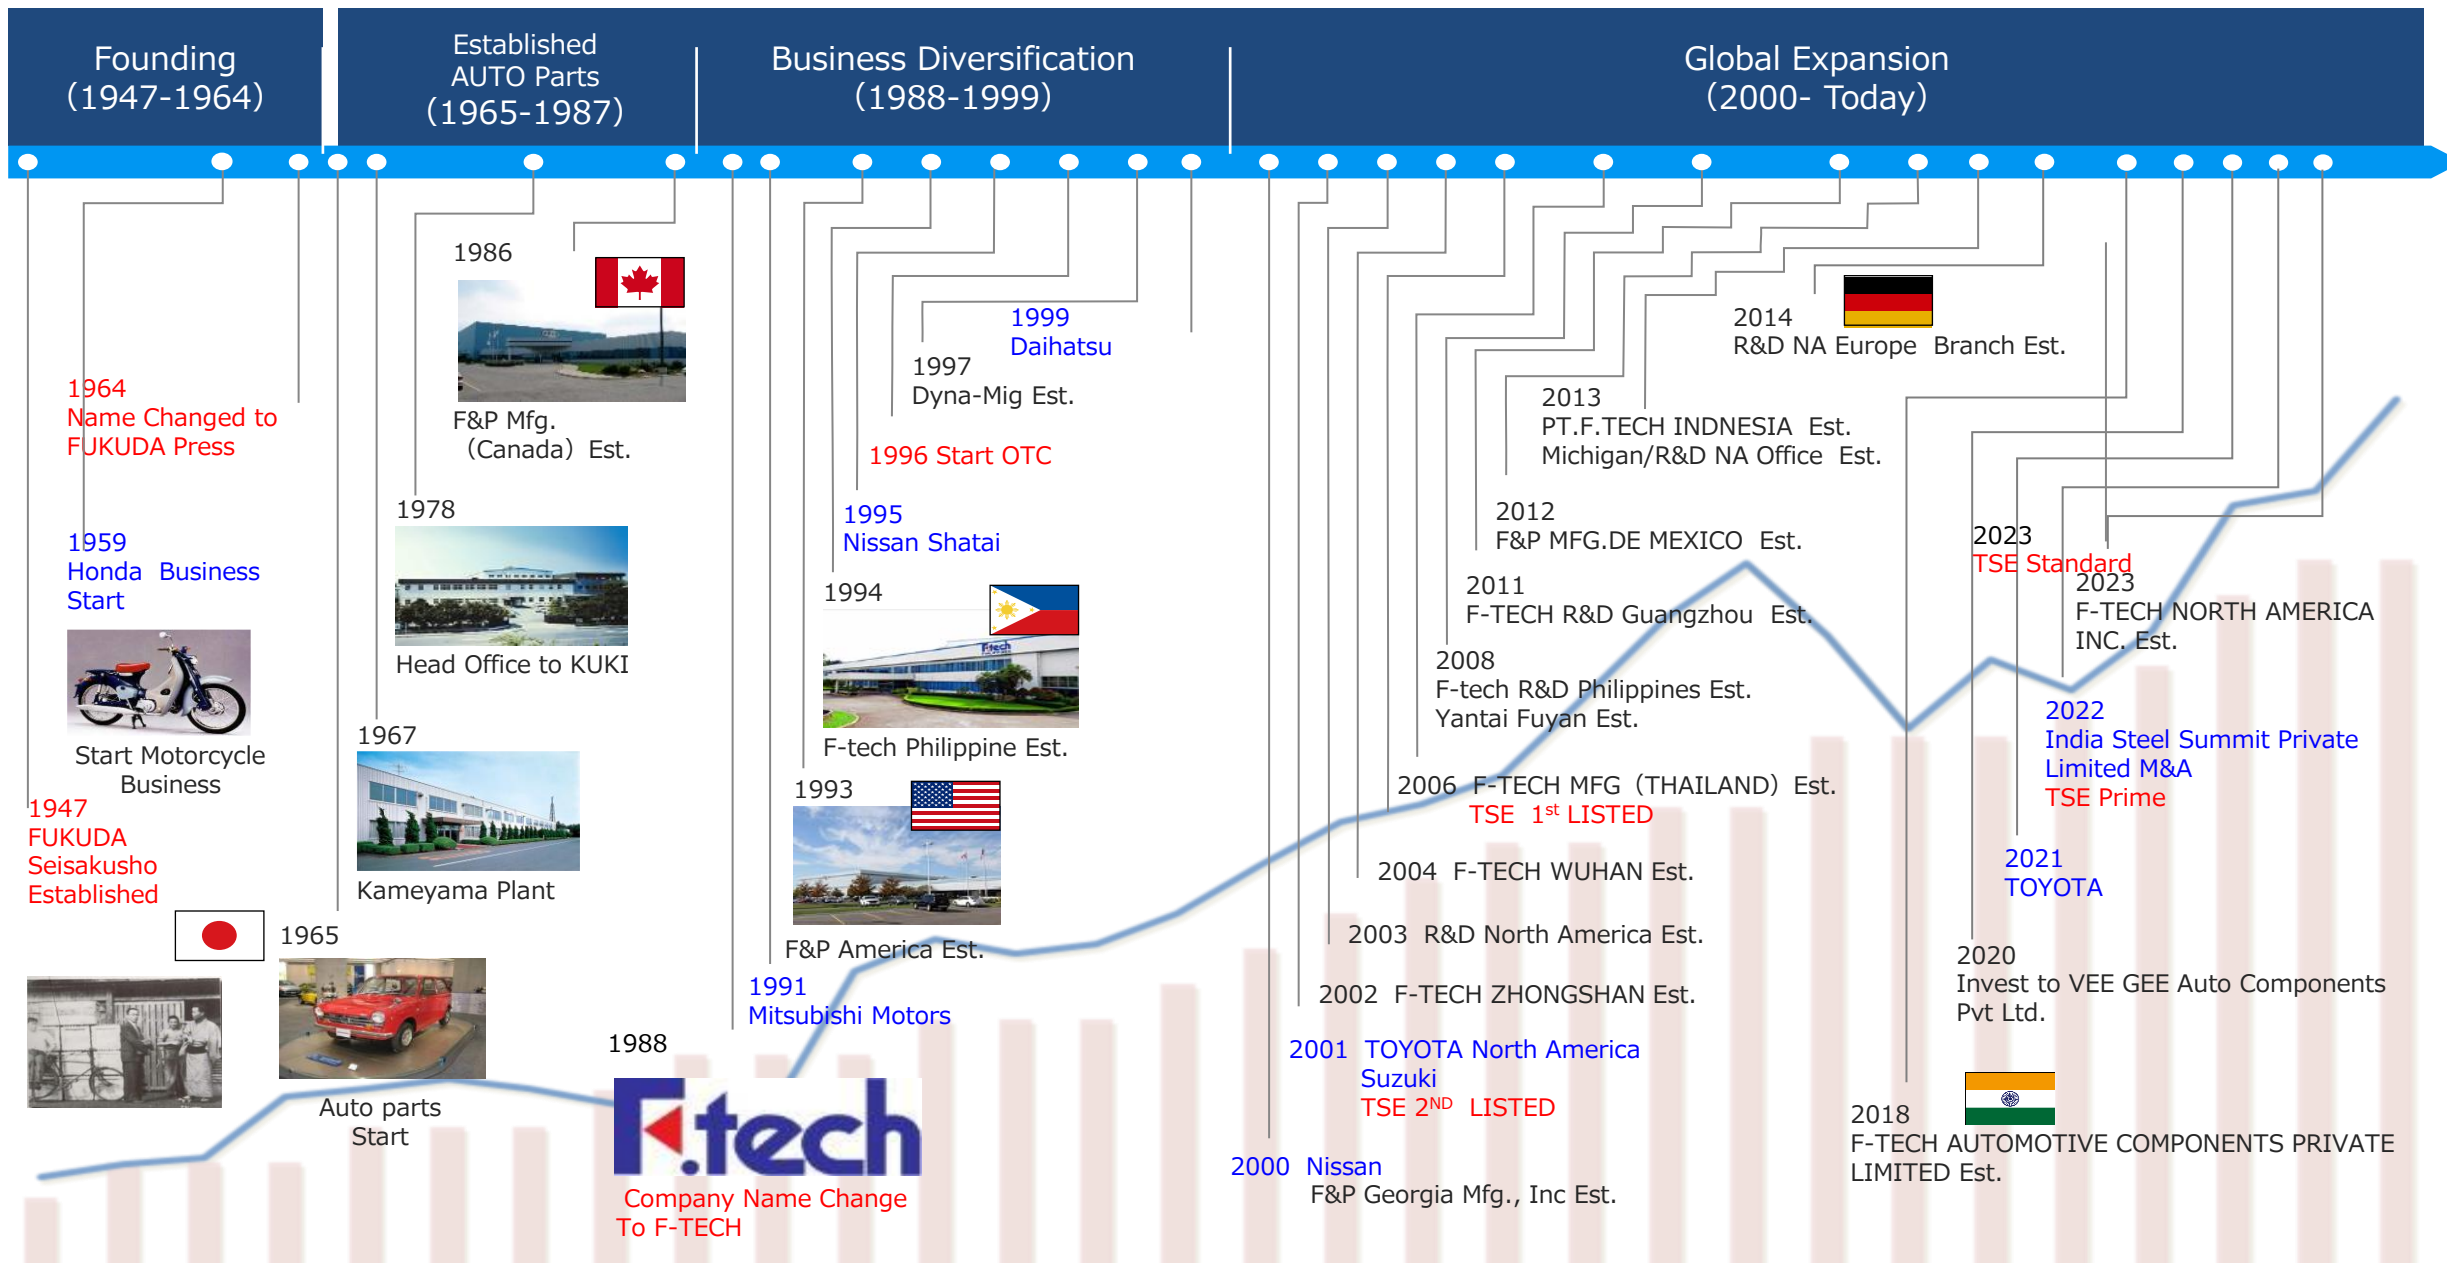 Founding
(1947-1964)
Established
AUTO Parts
(1965-1987)
Business Diversification
(1988-1999)
Global Expansion
(2000- Today)
1964
Name Changed to
FUKUDA Press
1959
Honda Business
Start
Start Motorcycle
Business
1947
FUKUDA
Seisakusho
Established
1986
F&P Mfg.
(Canada) Est.
1978
Head Office to KUKI
1967
Kameyama Plant
1965
Auto parts
Start
1988
F.tech
Company Name Change
To F-TECH
1999
Daihatsu
1997
Dyna-Mig Est.
1996 Start OTC
1995
Nissan Shatai
1994
F-tech
F-tech Philippine Est.
1993
F&P America Est.
1991
Mitsubishi Motors
2014
R&D NA Europe Branch Est.
2013
PT.F.TECH INDNESIA Est.
Michigan/R&D NA Office Est.
2012
F&P MFG.DE MEXICO Est.
2011
F-TECH R&D Guangzhou Est.
2008
F-tech R&D Philippines Est.
Yantai Fuyan Est.
2006 F-TECH MFG (THAILAND) Est.
TSE 1st LISTED
2004 F-TECH WUHAN Est.
2003 R&D North America Est.
2002 F-TECH ZHONGSHAN Est.
2001 TOYOTA North America
Suzuki
TSE 2ND LISTED
2000 Nissan
F&P Georgia Mfg., Inc Est.
2023
TSE Standard
2023
F-TECH NORTH AMERICA
INC. Est.
2022
India Steel Summit Private
Limited M&A
TSE Prime
2021
TOYOTA
2020
Invest to VEE GEE Auto Components
Pvt Ltd.
2018
F-TECH AUTOMOTIVE COMPONENTS PRIVATE
LIMITED Est.